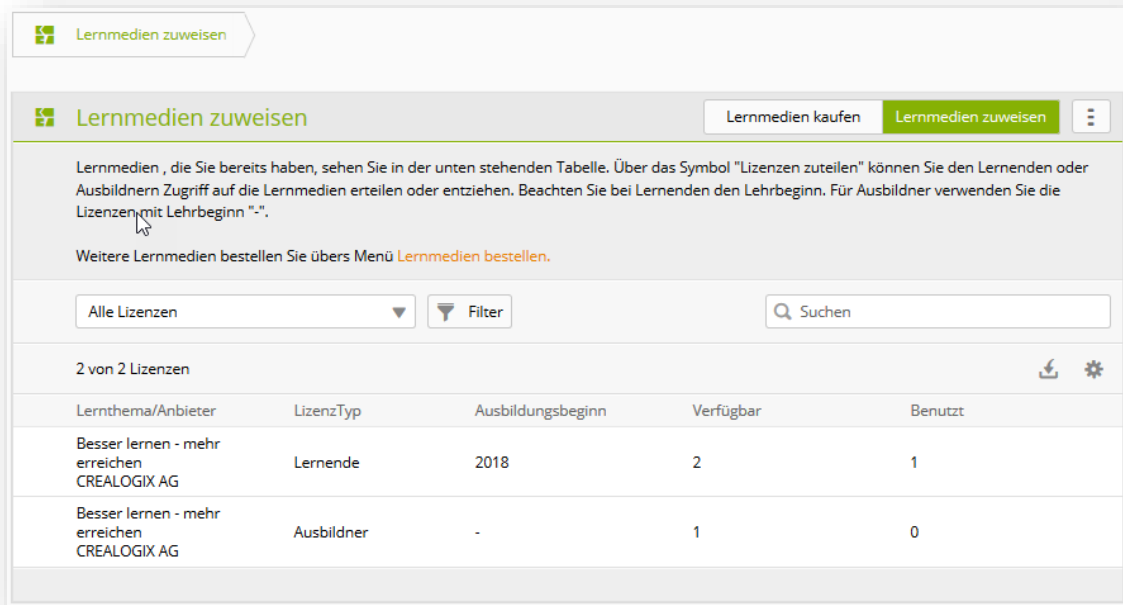 Lernmedien zuweisen
Lernmedien zuweisen
Lernmedien kaufen
Lernmedien zuweisen
Lernmedien , die Sie bereits haben, sehen Sie in der unten stehenden Tabelle. Über das Symbol "Lizenzen zuteilen" können Sie den Lernenden oder
Ausbildnern Zugriff auf die Lernmedien erteilen oder entziehen. Beachten Sie bei Lernenden den Lehrbeginn. Für Ausbildner verwenden Sie die
Lizenzen mit Lehrbeginn "-".
Weitere Lernmedien bestellen Sie übers Menü Lernmedien bestellen.
Alle Lizenzen
Filter
Suchen
2 von 2 Lizenzen
Lernthema/Anbieter LizenzTyp Ausbildungsbeginn Verfügbar Benutzt
Besser lernen - mehr
erreichen
CREALOGIX AG
Lernende 2018 2 1
Besser lernen - mehr
erreichen
CREALOGIX AG
Ausbildner - 1 0